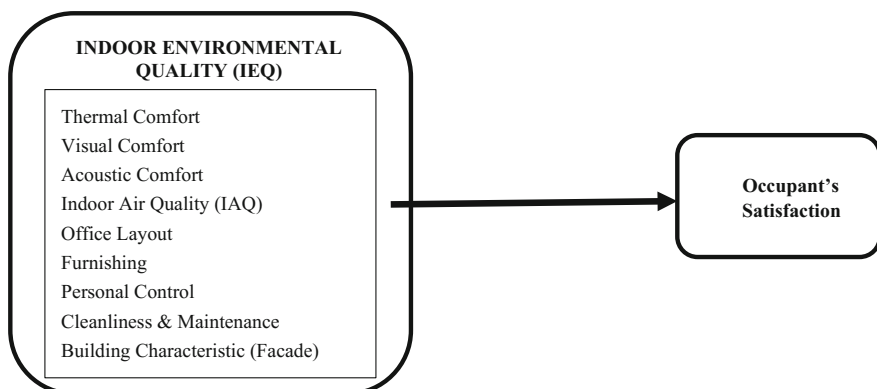 INDOOR ENVIRONMENTAL
QUALITY (IEQ)
Thermal Comfort
Visual Comfort
Acoustic Comfort
Indoor Air Quality (IAQ)
Office Layout
Furnishing
Personal Control
Cleanliness & Maintenance
Building Characteristic (Facade)
Occupant’s
Satisfaction